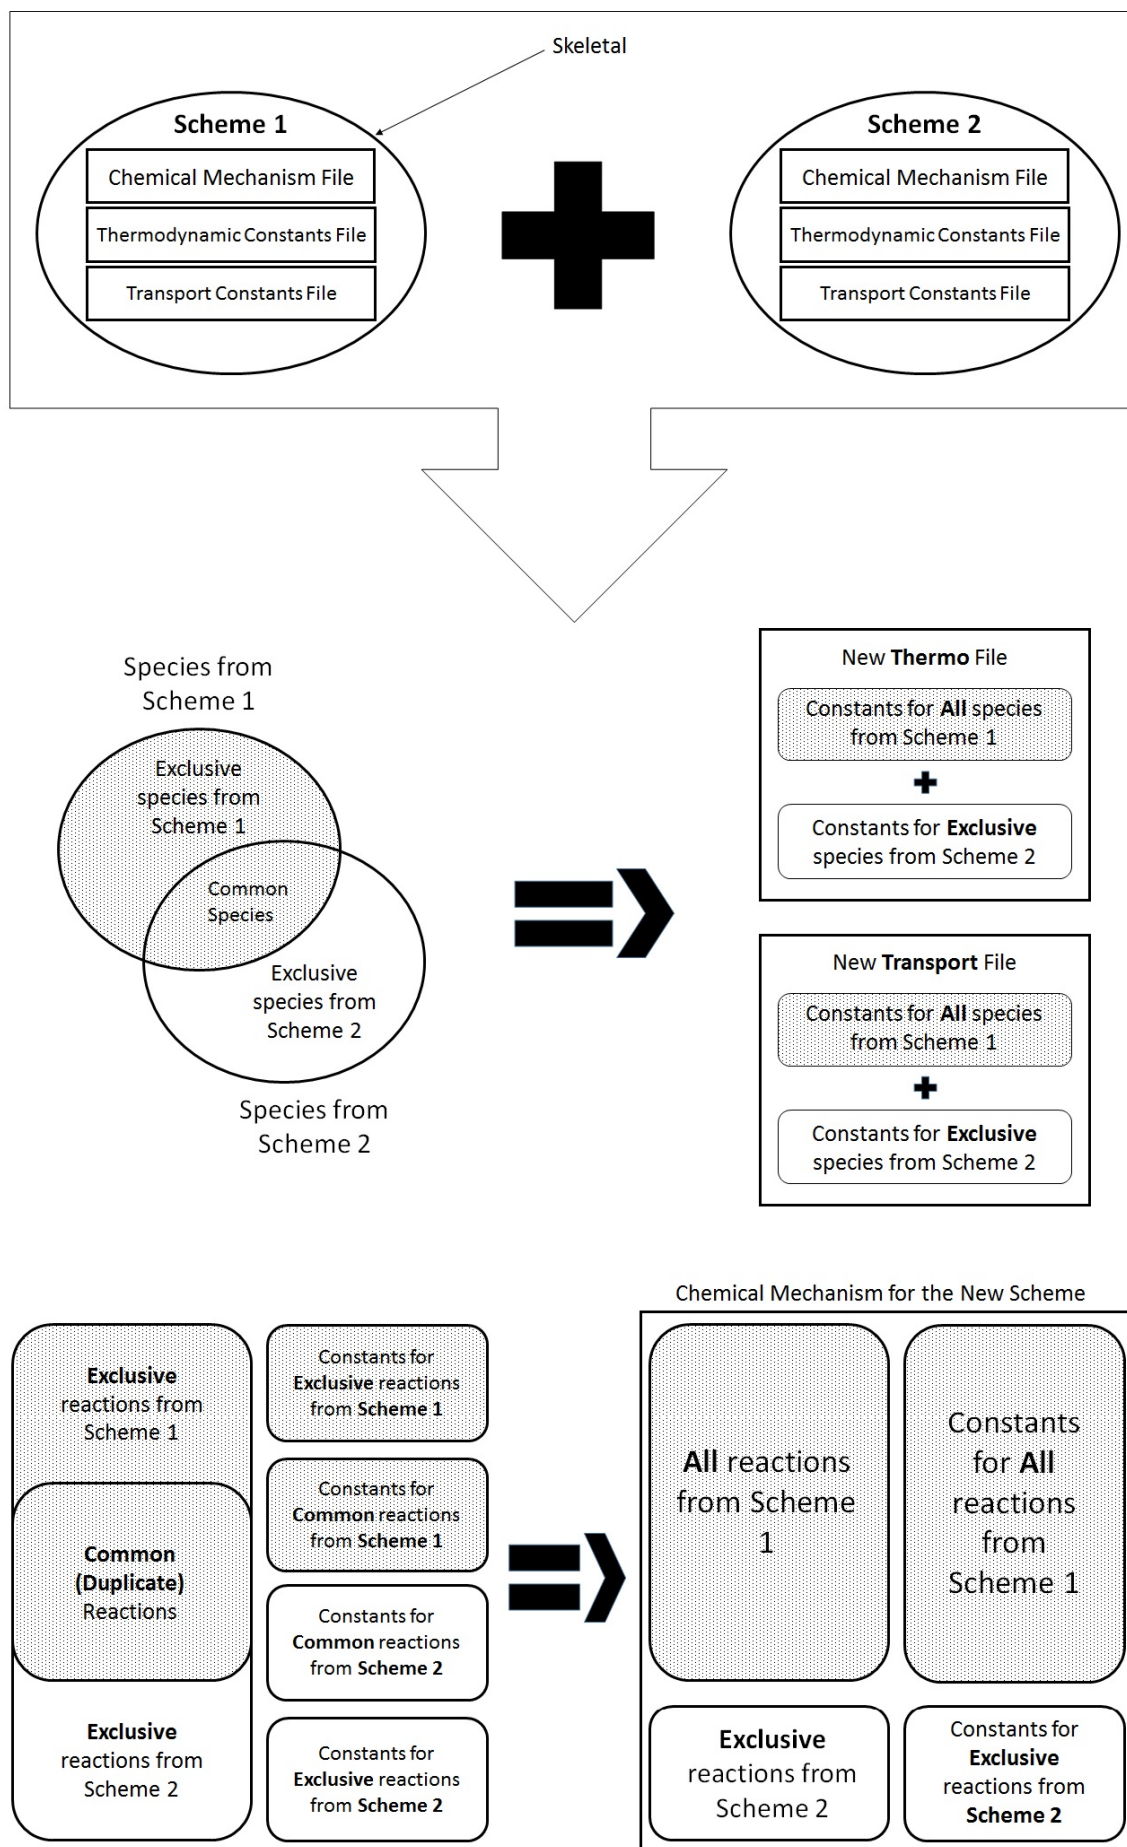 Skeletal
Scheme 1
Chemical Mechanism File
Thermodynamic Constants File
Transport Constants File
Scheme 2
Chemical Mechanism File
Thermodynamic Constants File
Transport Constants File
Species from
Scheme 1
Exclusive
species from
Scheme 1
Common
Species
Exclusive
species from
Scheme 2
Species from
Scheme 2
New Thermo File
Constants for All species
from Scheme 1
Constants for Exclusive
species from Scheme 2
New Transport File
Constants for All species
from Scheme 1
Constants for Exclusive
species from Scheme 2
Exclusive
reactions from
Scheme 1
Common
(Duplicate)
Reactions
Exclusive
reactions from
Scheme 2
Constants for
Exclusive reactions
from Scheme 1
Constants for
Common reactions
from Scheme 1
Constants for
Common reactions
from Scheme 2
Constants for
Exclusive reactions
from Scheme 2
Chemical Mechanism for the New Scheme
All reactions
from Scheme
1
Constants
for All
reactions
from
Scheme 1
Exclusive
reactions from
Scheme 2
Constants for
Exclusive
reactions from
Scheme 2